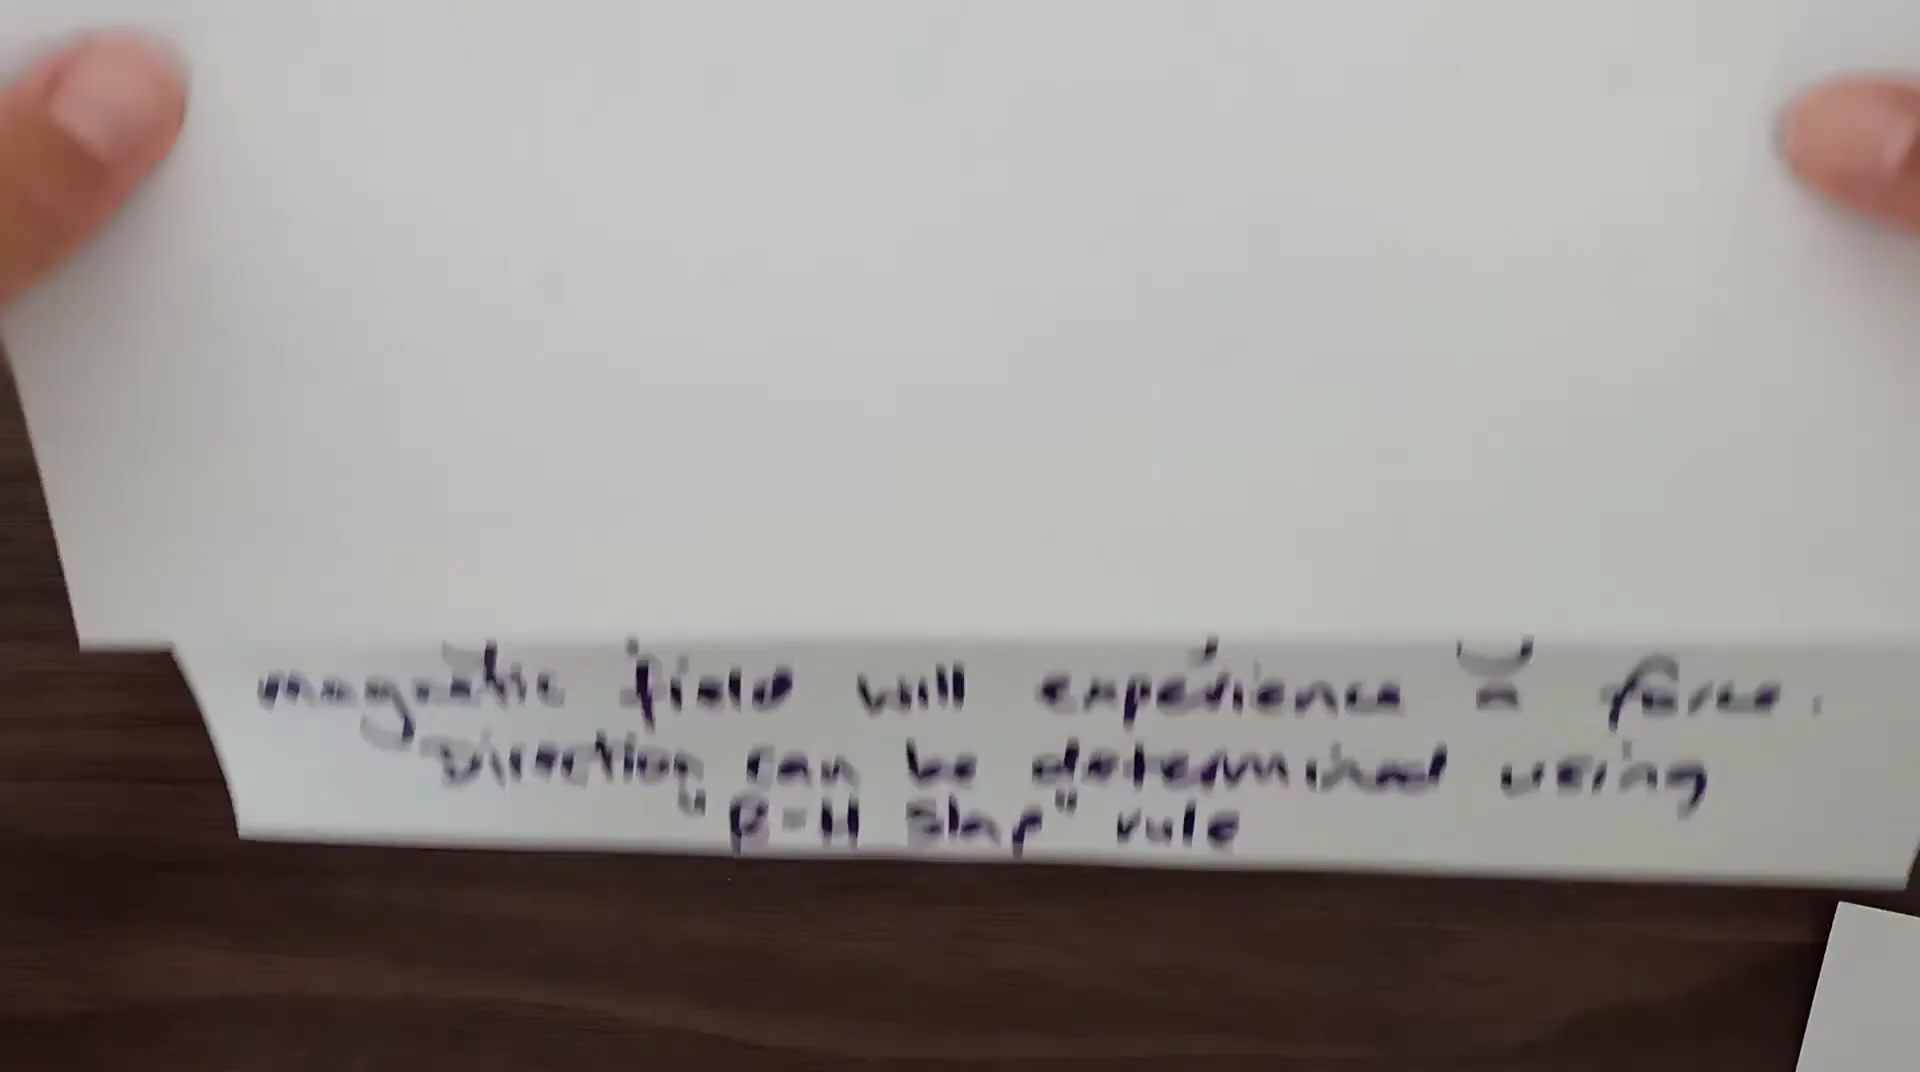 magnetic field will experience a force.
Direction can be determined using
"R-H Slap" rule